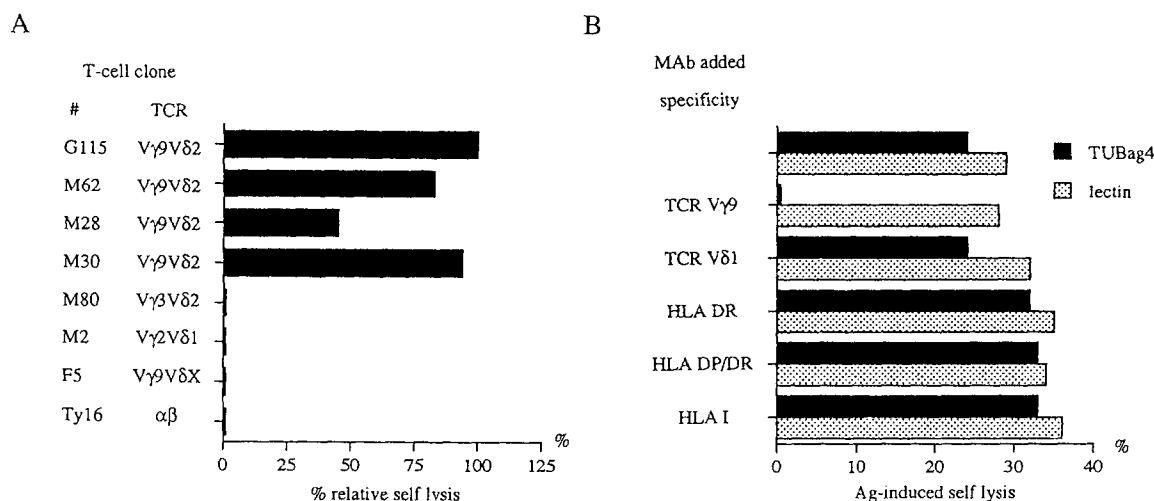 A
T-cell clone
# TCR
G115 Vγ9Vδ2
M62 Vγ9Vδ2
M28 Vγ9Vδ2
M30 Vγ9Vδ2
M80 Vγ3Vδ2
M2 Vγ2Vδ1
F5 Vγ9VδX
Ty16 αβ
0 25 50 75 100 125 %
% relative self lysis
B
MAb added
specificity
TCR Vγ9
TCR Vδ1
HLA DR
HLA DP/DR
HLA I
0 10 20 30 40 %
Ag-induced self lysis
TUBag4
lectin